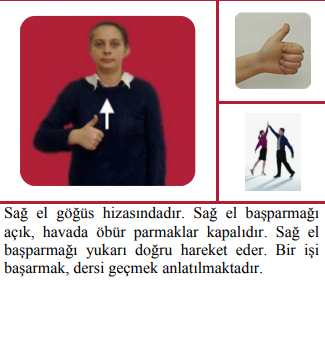 Sağ el göğüs hizasındadır. Sağ el başparmağı
açık, havada öbür parmaklar kapalıdır. Sağ el
başparmağı yukarı doğru hareket eder. Bir işi
başarmak, dersi geçmek anlatılmaktadır.